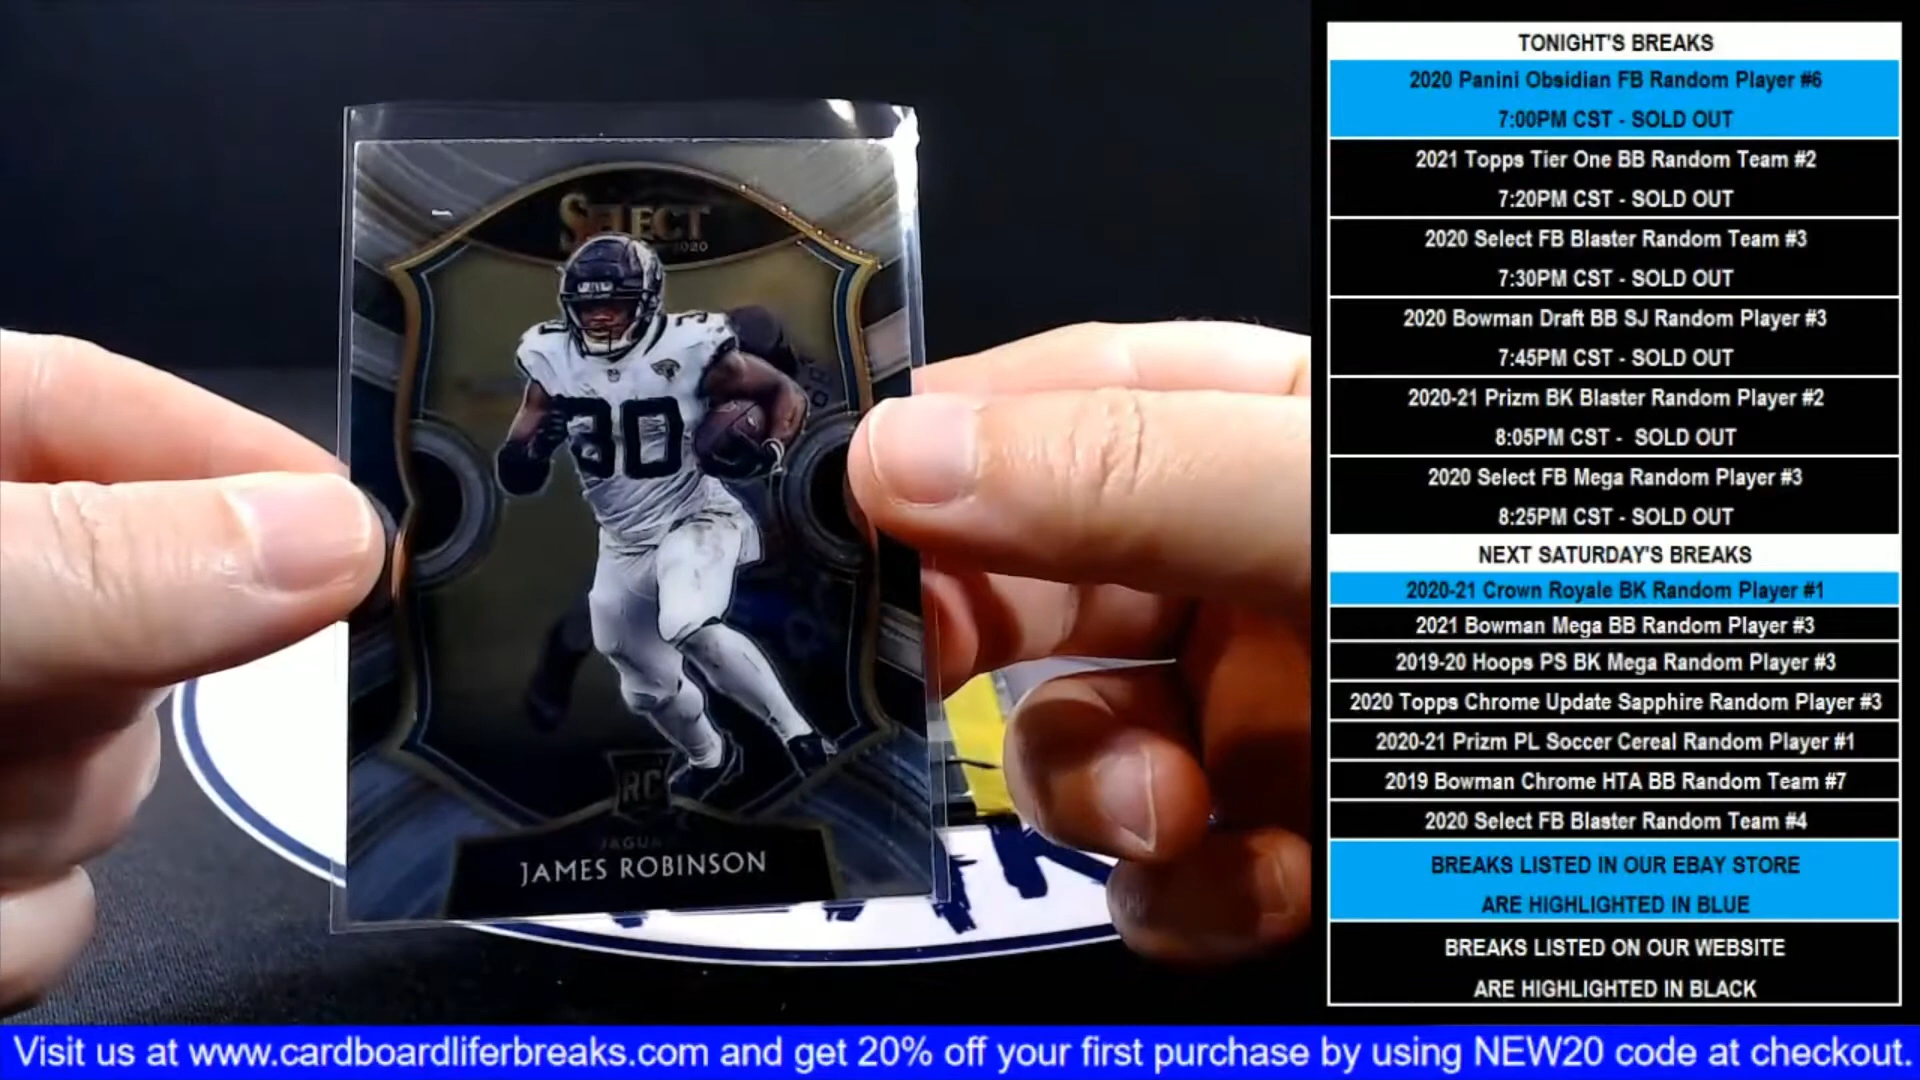 SELECT
2020
30
30
RC
JAGUA
JAMES ROBINSON
TONIGHT'S BREAKS
2020 Panini Obsidian FB Random Player #6
7:00PM CST - SOLD OUT
2021 Topps Tier One BB Random Team #2
7:20PM CST - SOLD OUT
2020 Select FB Blaster Random Team #3
7:30PM CST - SOLD OUT
2020 Bowman Draft BB SJ Random Player #3
7:45PM CST - SOLD OUT
2020-21 Prizm BK Blaster Random Player #2
8:05PM CST -  SOLD OUT
2020 Select FB Mega Random Player #3
8:25PM CST - SOLD OUT
NEXT SATURDAY'S BREAKS
2020-21 Crown Royale BK Random Player #1
2021 Bowman Mega BB Random Player #3
2019-20 Hoops PS BK Mega Random Player #3
2020 Topps Chrome Update Sapphire Random Player #3
2020-21 Prizm PL Soccer Cereal Random Player #1
2019 Bowman Chrome HTA BB Random Team #7
2020 Select FB Blaster Random Team #4
BREAKS LISTED IN OUR EBAY STORE
ARE HIGHLIGHTED IN BLUE
BREAKS LISTED ON OUR WEBSITE
ARE HIGHLIGHTED IN BLACK
Visit us at www.cardboardliferbreaks.com and get 20% off your first purchase by using NEW20 code at checkout.